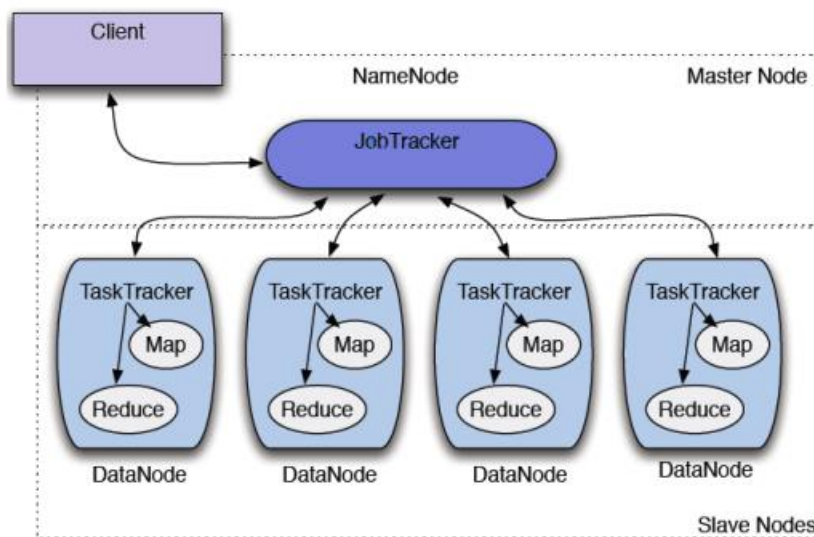 Client
NameNode
Master Node
JobTracker
TaskTracker
Map
Reduce
DataNode
TaskTracker
Map
Reduce
DataNode
TaskTracker
Map
Reduce
DataNode
TaskTracker
Map
Reduce
DataNode
Slave Nodes